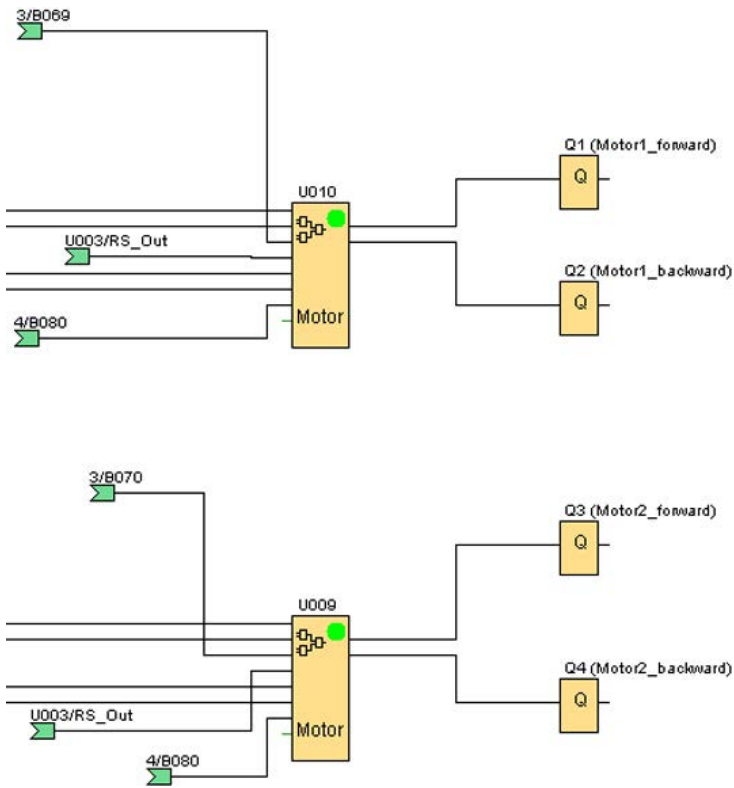 3/B069
Q1 (Motor1_forward)
Q
U010
U003/RS_Out
Q2 (Motor1_backward)
Q
4/B080
Motor
3/B070
Q3 (Motor2_forward)
Q
U009
Q4 (Motor2_backward)
Q
U003/RS_Out
Motor
4/B080